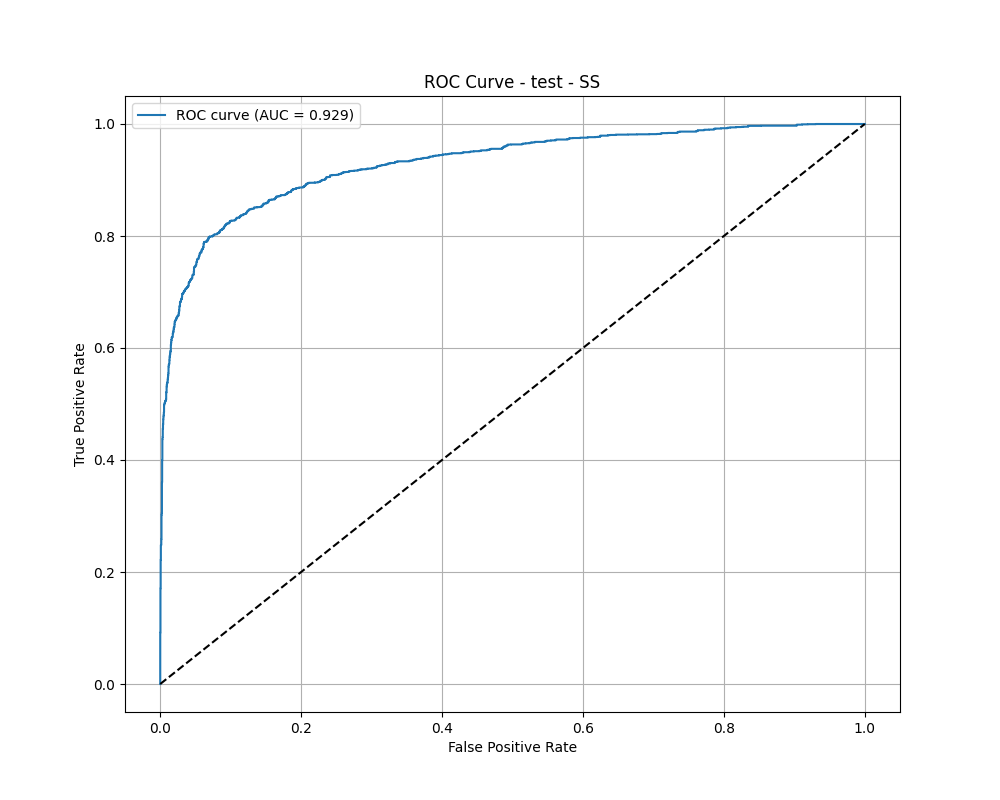 ROC Curve - test - SS
ROC curve (AUC = 0.929)
True Positive Rate
1.0
0.8
0.6
0.4
0.2
0.0
0.0 0.2 0.4 0.6 0.8 1.0
False Positive Rate